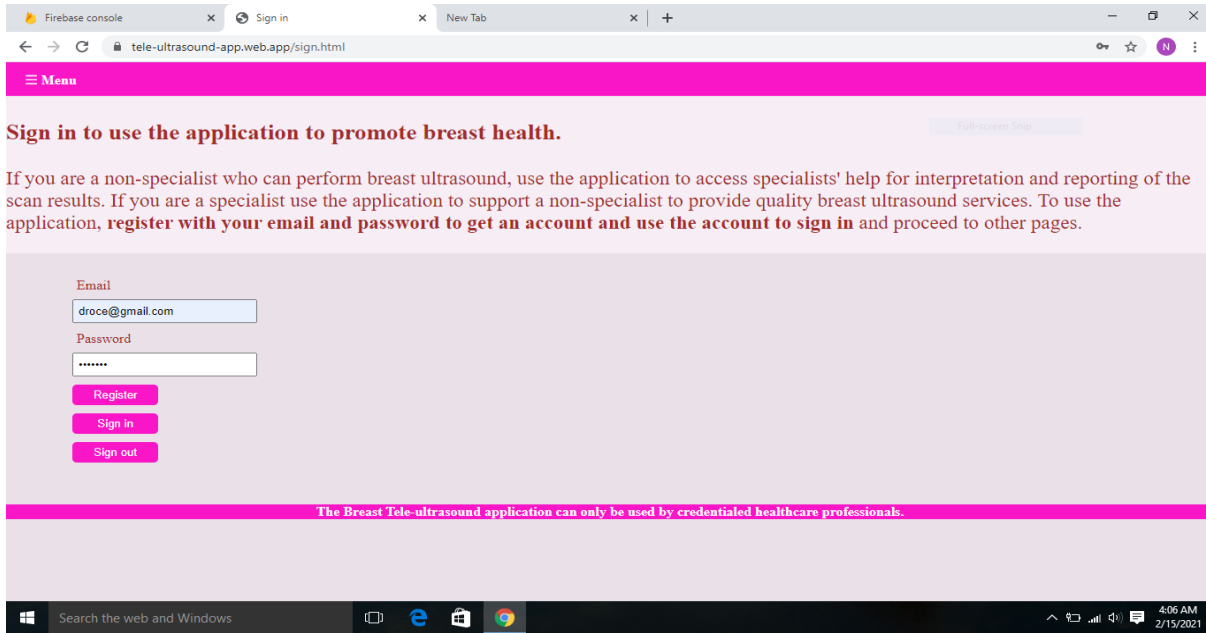 Firebase console
Sign in
New Tab
tele-ultrasound-app.web.app/sign.html
N
Menu
Sign in to use the application to promote breast health.
Full-screen Snip
If you are a non-specialist who can perform breast ultrasound, use the application to access specialists' help for interpretation and reporting of the
scan results. If you are a specialist use the application to support a non-specialist to provide quality breast ultrasound services. To use the
application, register with your email and password to get an account and use the account to sign in and proceed to other pages.
Email
droce@gmail.com
Password
•••••••
Register
Sign in
Sign out
The Breast Tele-ultrasound application can only be used by credentialed healthcare professionals.
Search the web and Windows
4:06 AM
2/15/2021